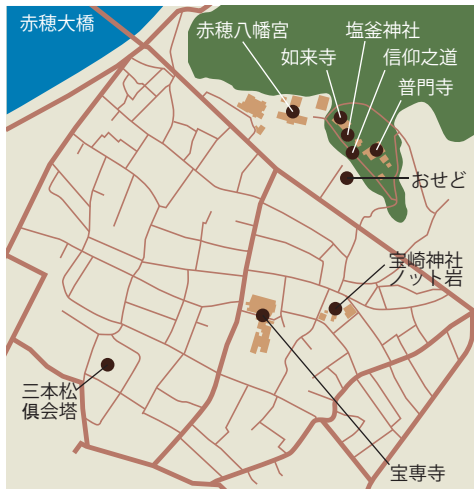 赤穂大橋
赤穂八幡宮
塩釜神社
如来寺
信仰之道
普門寺
おせど
宝崎神社
ノット岩
三本松
倶会塔
宝専寺